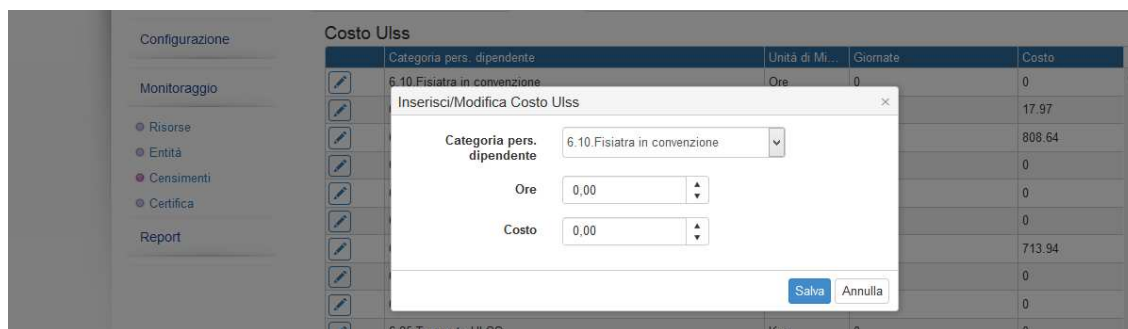 Configurazione
Monitoraggio
Risorse
Entità
Censimenti
Certifica
Report
Costo Ulss
Categoria pers. dipendente Unità di Mi... Giornate Costo
6.10.Fisiatra in convenzione Ore 0 0
17.97
808.64
0
0
0
713.94
0
0
Inserisci/Modifica Costo Ulss ×
Categoria pers. dipendente 6.10.Fisiatra in convenzione
Ore 0,00
Costo 0,00
Salva Annulla